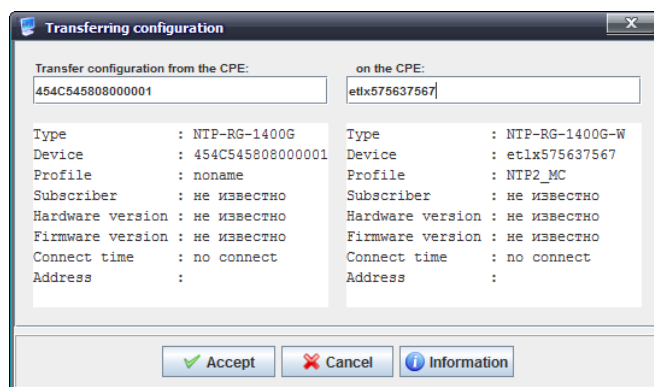 Transferring configuration
X
Transfer configuration from the CPE:
on the CPE:
454C545808000001
etlx575637567
Type : NTP-RG-1400G
Device : 454C545808000001
Profile : noname
Subscriber : не известно
Hardware version : не известно
Firmware version : не известно
Connect time : no connect
Address :
Type : NTP-RG-1400G-W
Device : etlx575637567
Profile : NTP2_MC
Subscriber : не известно
Hardware version : не известно
Firmware version : не известно
Connect time : no connect
Address :
Accept
Cancel
Information